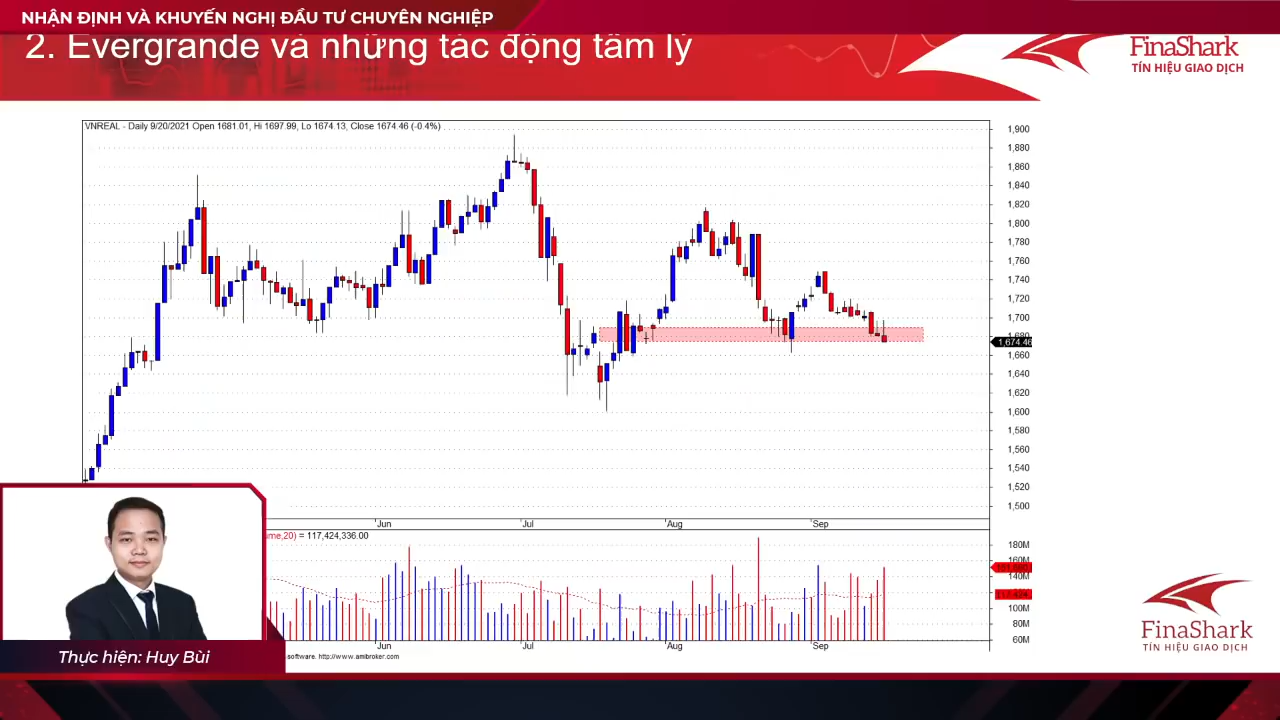 NHẬN ĐỊNH VÀ KHUYẾN NGHỊ ĐẦU TƯ CHUYÊN NGHIỆP
2. Evergrande và những tác động tâm lý
FinaShark
TÍN HIỆU GIAO DỊCH
VNREAL - Daily 9/20/2021 Open 1681.01, Hi 1697.99, Lo 1674.13, Close 1674.46 (-0.4%)
1,900
1,880
1,860
1,840
1,820
1,800
1,780
1,760
1,740
1,720
1,700
1,680
1,674.46
1,660
1,640
1,620
1,600
1,580
1,560
1,540
1,520
1,500
Jun
Jul
Aug
Sep
,20) = 117,424,336.00
180M
140M
100M
80M
60M
Jun
Jul
Aug
Sep
software. http://www.amibroker.com
FinaShark
TÍN HIỆU GIAO DỊCH
Thực hiện: Huy Bùi